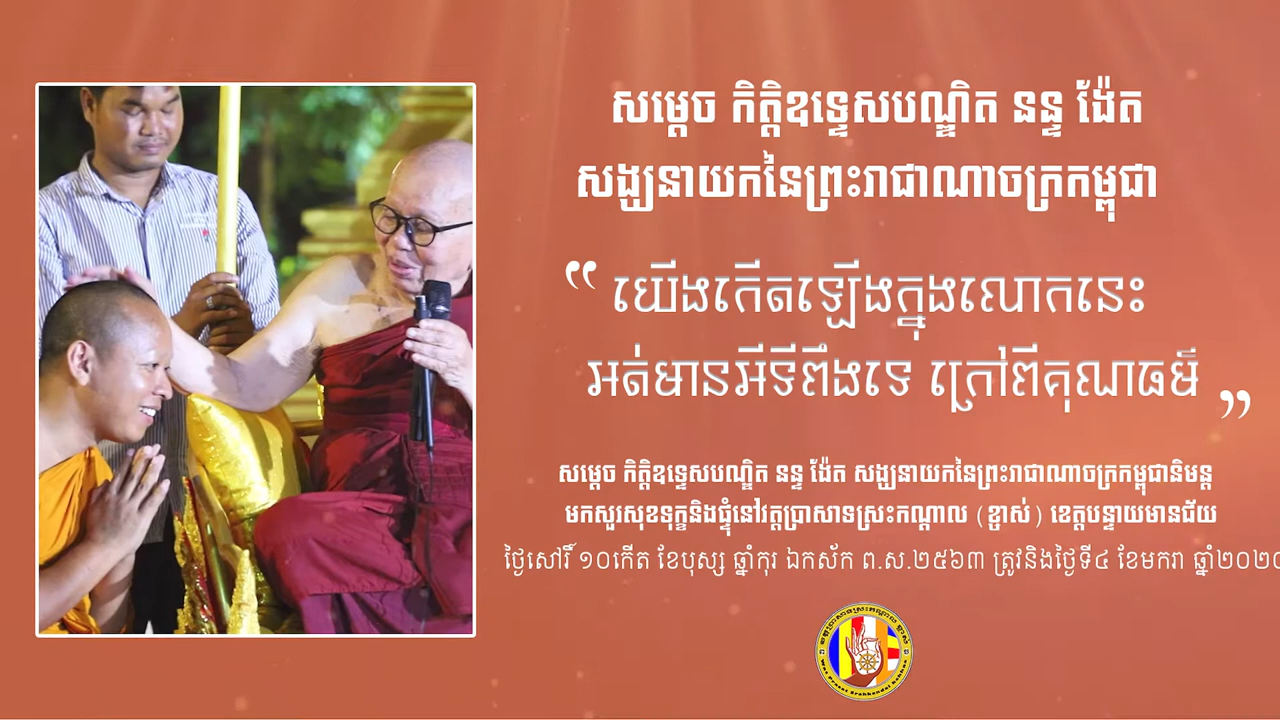 សម្ដេច កិត្តិឧទ្ទេសបណ្ឌិត នន្ទ ង៉ែត
សង្ឃនាយកនៃព្រះរាជាណាចក្រកម្ពុជា
“ យើងកើតឡើងក្នុងលោកនេះ
អត់មានអីទីពឹងទេ ក្រៅពីគុណធម៌ ”
សម្ដេច កិត្តិឧទ្ទេសបណ្ឌិត នន្ទ ង៉ែត សង្ឃនាយកនៃព្រះរាជាណាចក្រកម្ពុជានិមន្ត
មកសួរសុខទុក្ខនិងជួំនៅវត្តប្រាសាទស្រះកណ្ដាល (ខ្ជាស់) ខេត្តបន្ទាយមានជ័យ
ថ្ងៃសៅរ៍ ១០កើត ខែបុស្ស ឆ្នាំកុរ ឯកស័ក ព.ស.២៥៦៣ ត្រូវនិងថ្ងៃទី៤ ខែមករា ឆ្នាំ២០២០